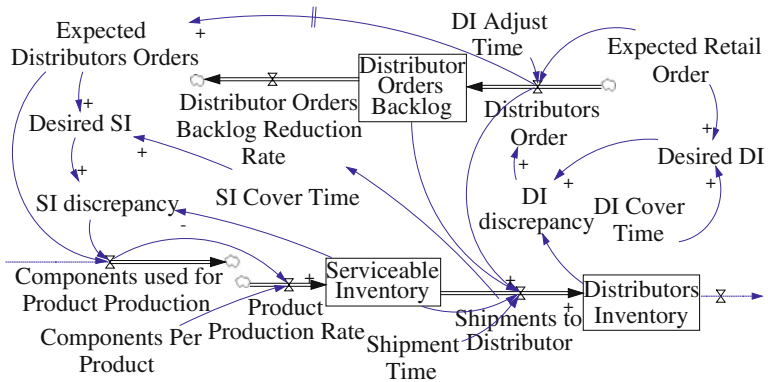 Expected
Distributors Orders
+
DI Adjust
Time
Distributor
Orders
Backlog
Expected Retail
Order
Distributor Orders
Backlog Reduction
Rate
Distributors
Order
+
Desired SI
+
+
+
Desired DI
+
+
SI Cover Time
+
SI discrepancy
-
DI
discrepancy
+
DI Cover
Time
Components used for
Product Production
Product
Production Rate
+
Serviceable
Inventory
+
Shipments to
Distributor
+
Distributors
Inventory
Components Per
Product
Shipment
Time